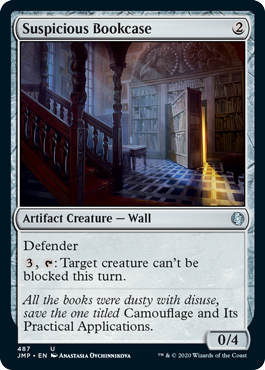 Suspicious Bookcase 2
Artifact Creature — Wall
Defender
3, : Target creature can't be
blocked this turn.
All the books were dusty with disuse,
save the one titled Camouflage and Its
Practical Applications.
0/4
487 U
JMP • EN Anastasia Ovchinnikova
™ & © 2020 Wizards of the Coast